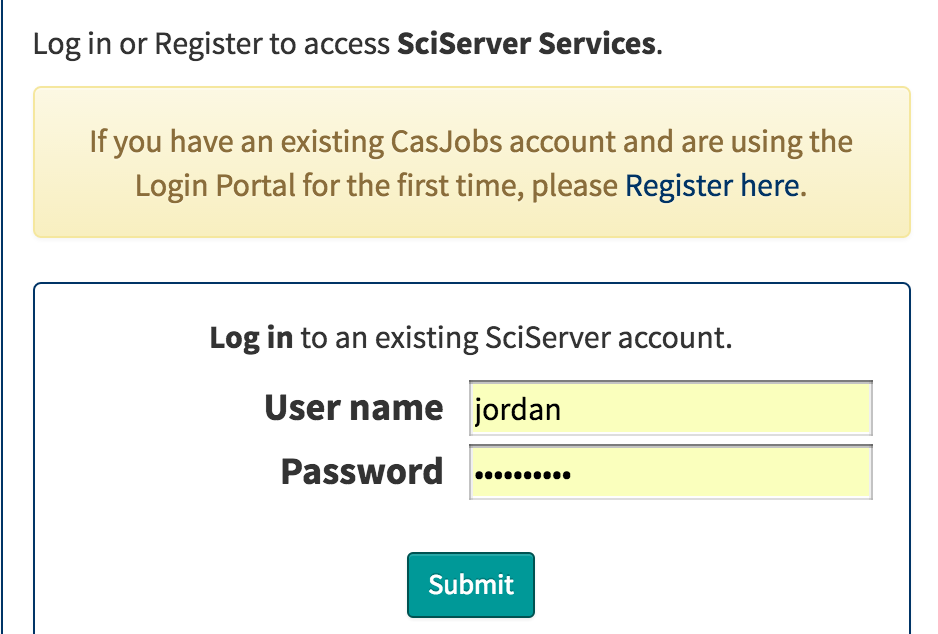 Log in or Register to access SciServer Services.
If you have an existing CasJobs account and are using the
Login Portal for the first time, please Register here.
Log in to an existing SciServer account.
User name jordan
Password ••••••••••
Submit